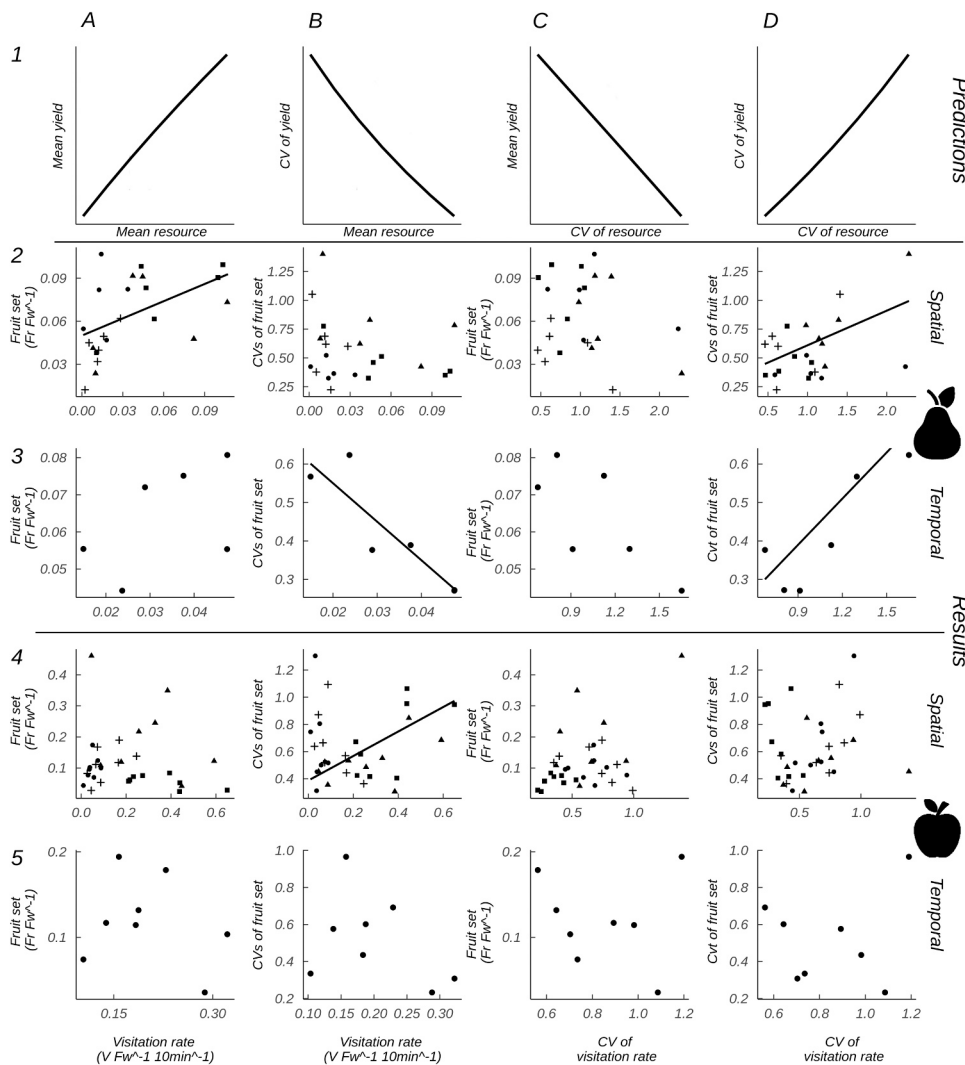 A B C D
1
Mean yield
CV of yield
Mean yield
CV of yield
Mean resource
Mean resource
CV of resource
CV of resource
Predictions
2
Fruit set
(Fr Fw^-1)
0.09
0.06
0.03
0.00 0.03 0.06 0.09
CVs of fruit set
1.25
1.00
0.75
0.50
0.25
0.00 0.03 0.06 0.09
Fruit set
(Fr Fw^-1)
0.09
0.06
0.03
0.5 1.0 1.5 2.0
Cvs of fruit set
1.25
1.00
0.75
0.50
0.25
0.5 1.0 1.5 2.0
Spatial
3
Fruit set
(Fr Fw^-1)
0.08
0.07
0.06
0.05
0.02 0.03 0.04
CVs of fruit set
0.6
0.5
0.4
0.3
0.02 0.03 0.04
Fruit set
(Fr Fw^-1)
0.08
0.07
0.06
0.05
0.9 1.2 1.5
Cvt of fruit set
0.6
0.5
0.4
0.3
0.9 1.2 1.5
Temporal
Results
4
Fruit set
(Fr Fw^-1)
0.4
0.3
0.2
0.1
0.0 0.2 0.4 0.6
CVs of fruit set
1.2
1.0
0.8
0.6
0.4
0.0 0.2 0.4 0.6
Fruit set
(Fr Fw^-1)
0.4
0.3
0.2
0.1
0.5 1.0
Cvs of fruit set
1.2
1.0
0.8
0.6
0.4
0.5 1.0
Spatial
5
Fruit set
(Fr Fw^-1)
0.2
0.1
0.15 0.30
CVs of fruit set
1.0
0.8
0.6
0.4
0.2
0.10 0.15 0.20 0.25 0.30
Fruit set
(Fr Fw^-1)
0.2
0.1
0.6 0.8 1.0 1.2
Cvt of fruit set
1.0
0.8
0.6
0.4
0.2
0.6 0.8 1.0 1.2
Temporal
Visitation rate
(V Fw^-1 10min^-1)
Visitation rate
(V Fw^-1 10min^-1)
CV of
visitation rate
CV of
visitation rate